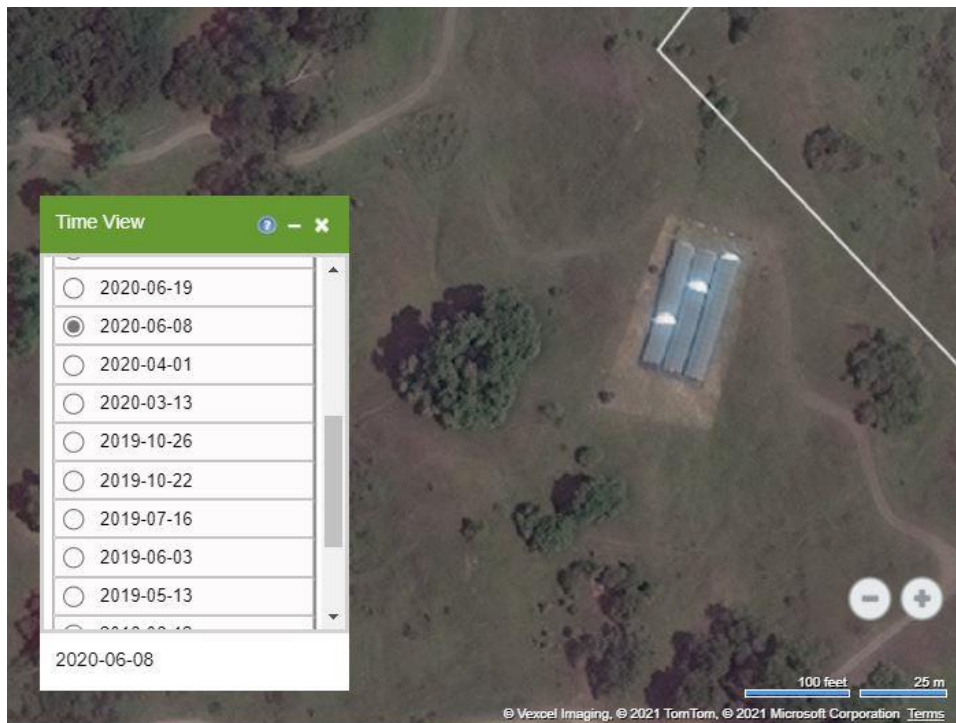 Time View
2020-06-19
2020-06-08
2020-04-01
2020-03-13
2019-10-26
2019-10-22
2019-07-16
2019-06-03
2019-05-13
2020-06-08
100 feet
25 m
© Vexcel Imaging, © 2021 TomTom, © 2021 Microsoft Corporation Terms